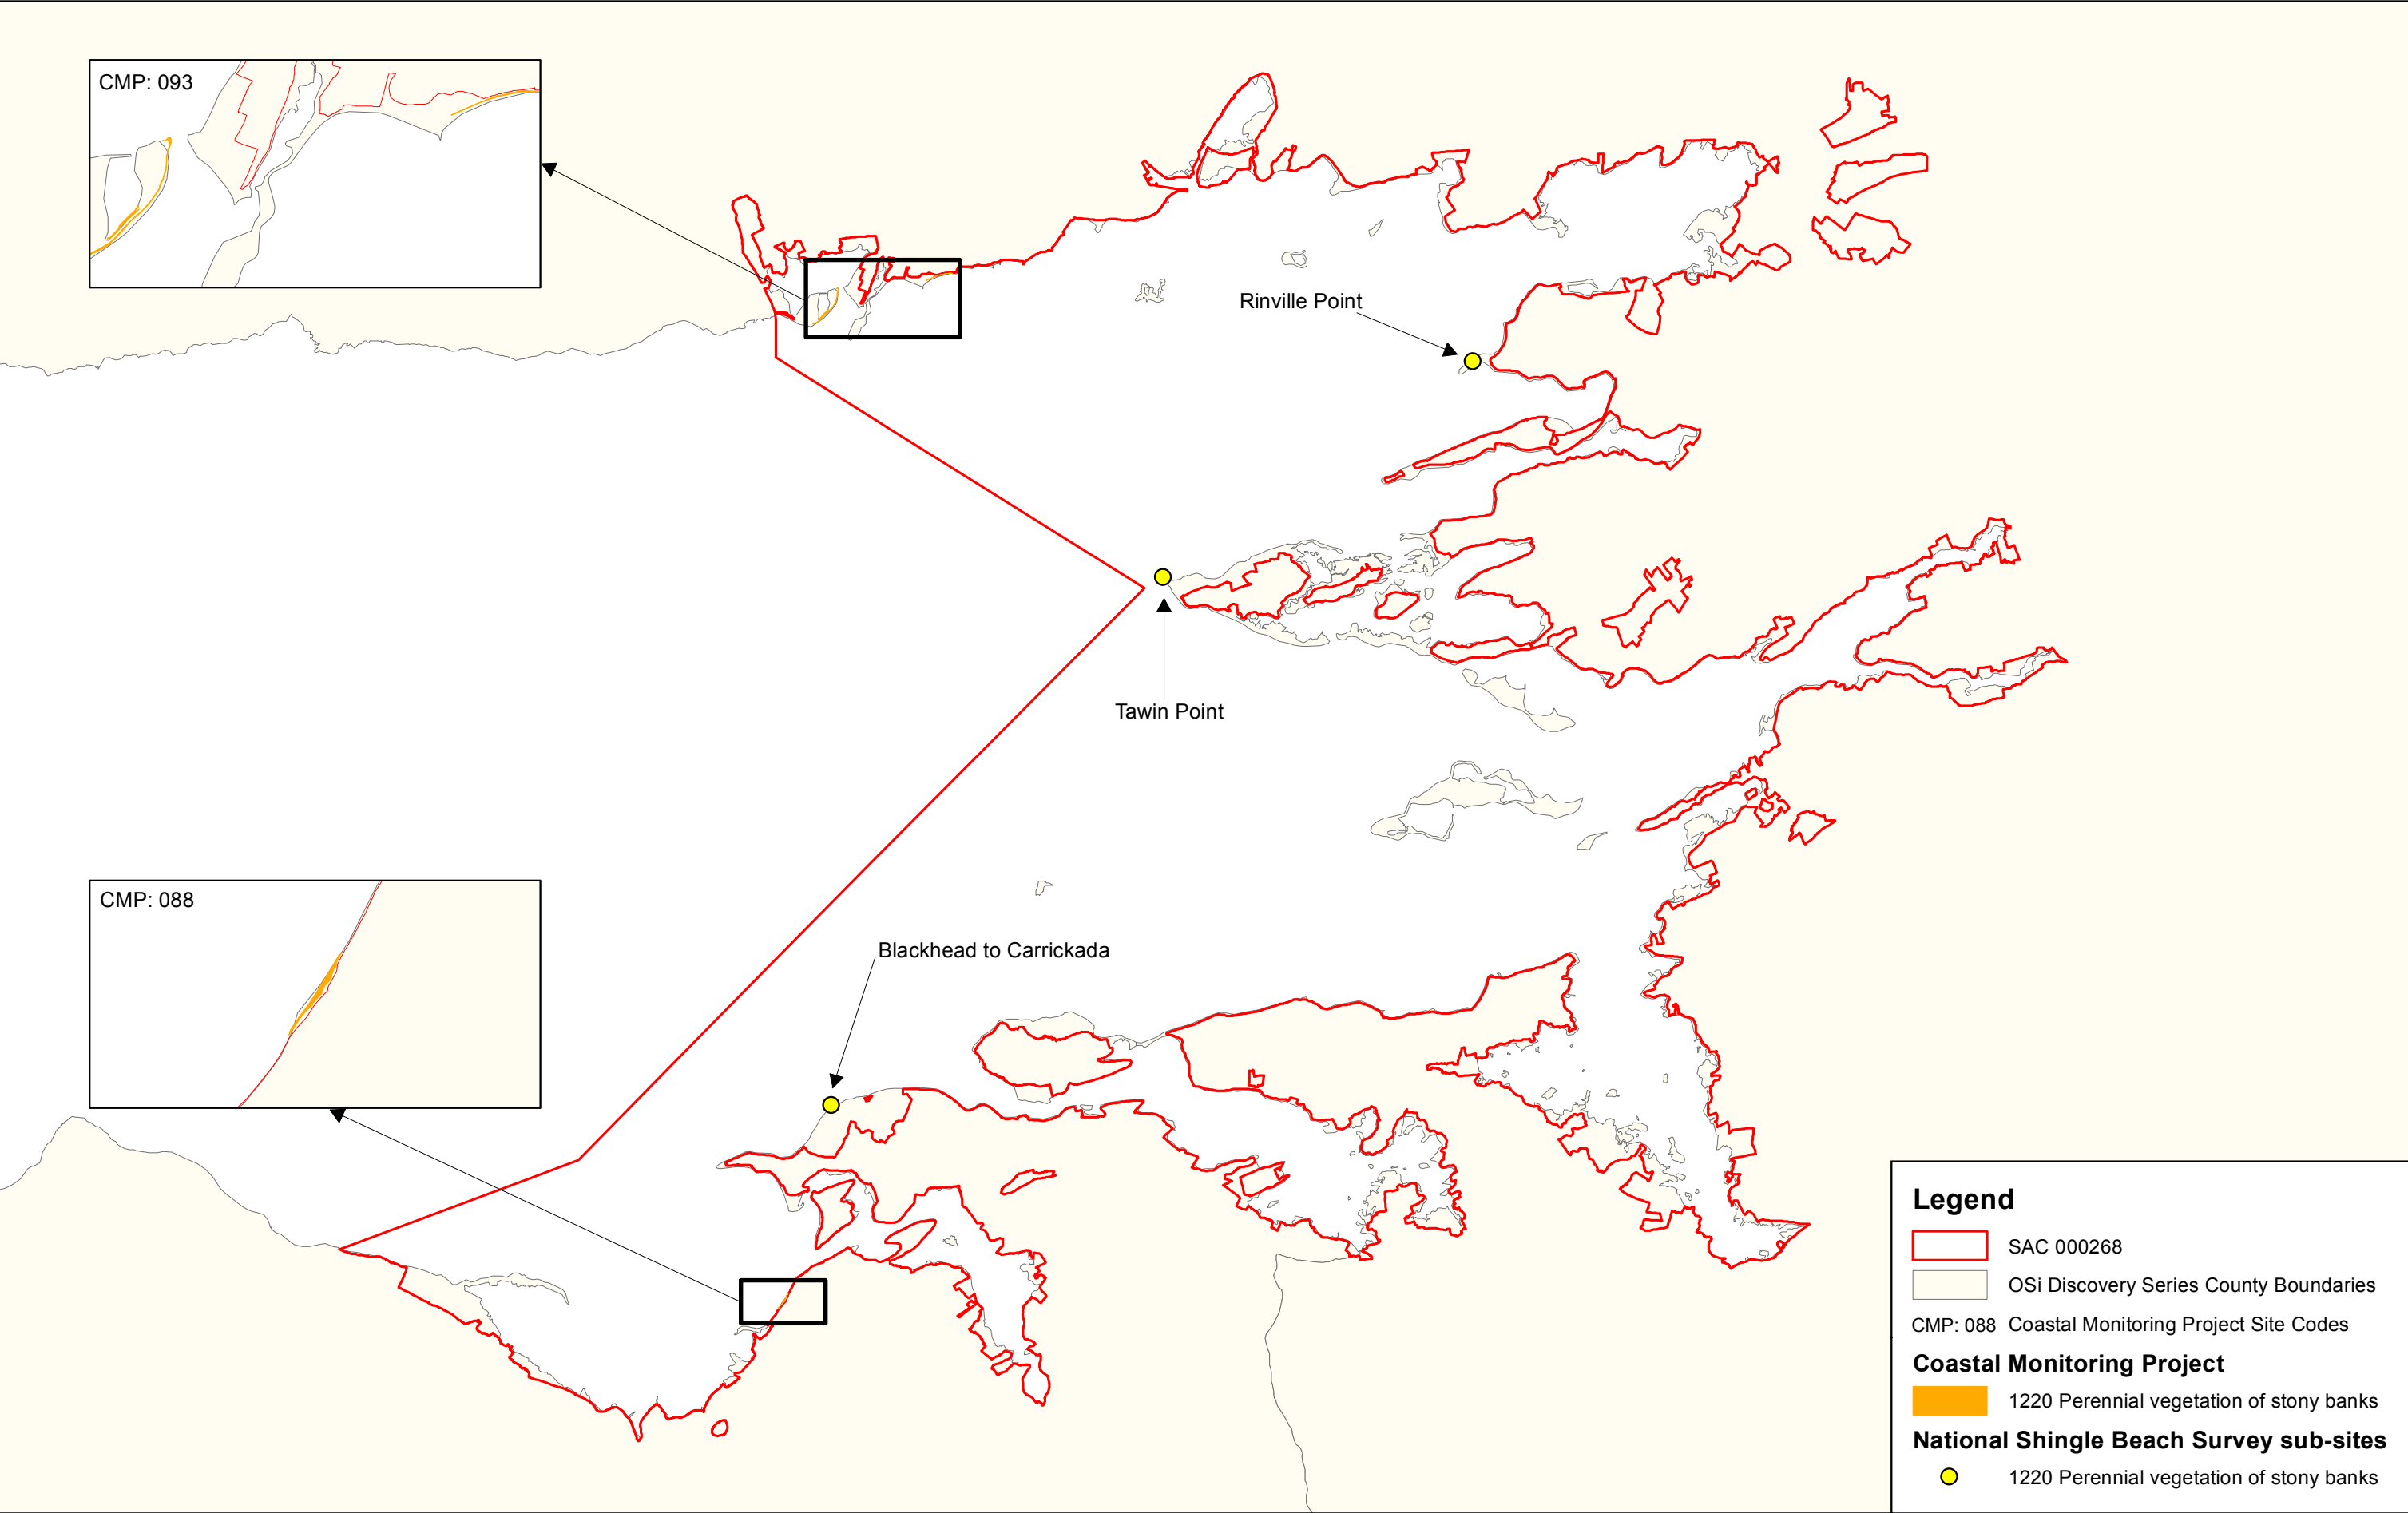 CMP: 093
Rinville Point
Tawin Point
CMP: 088
Blackhead to Carrickada
Legend
SAC 000268
OSi Discovery Series County Boundaries
CMP: 088 Coastal Monitoring Project Site Codes
Coastal Monitoring Project
1220 Perennial vegetation of stony banks
National Shingle Beach Survey sub-sites
1220 Perennial vegetation of stony banks